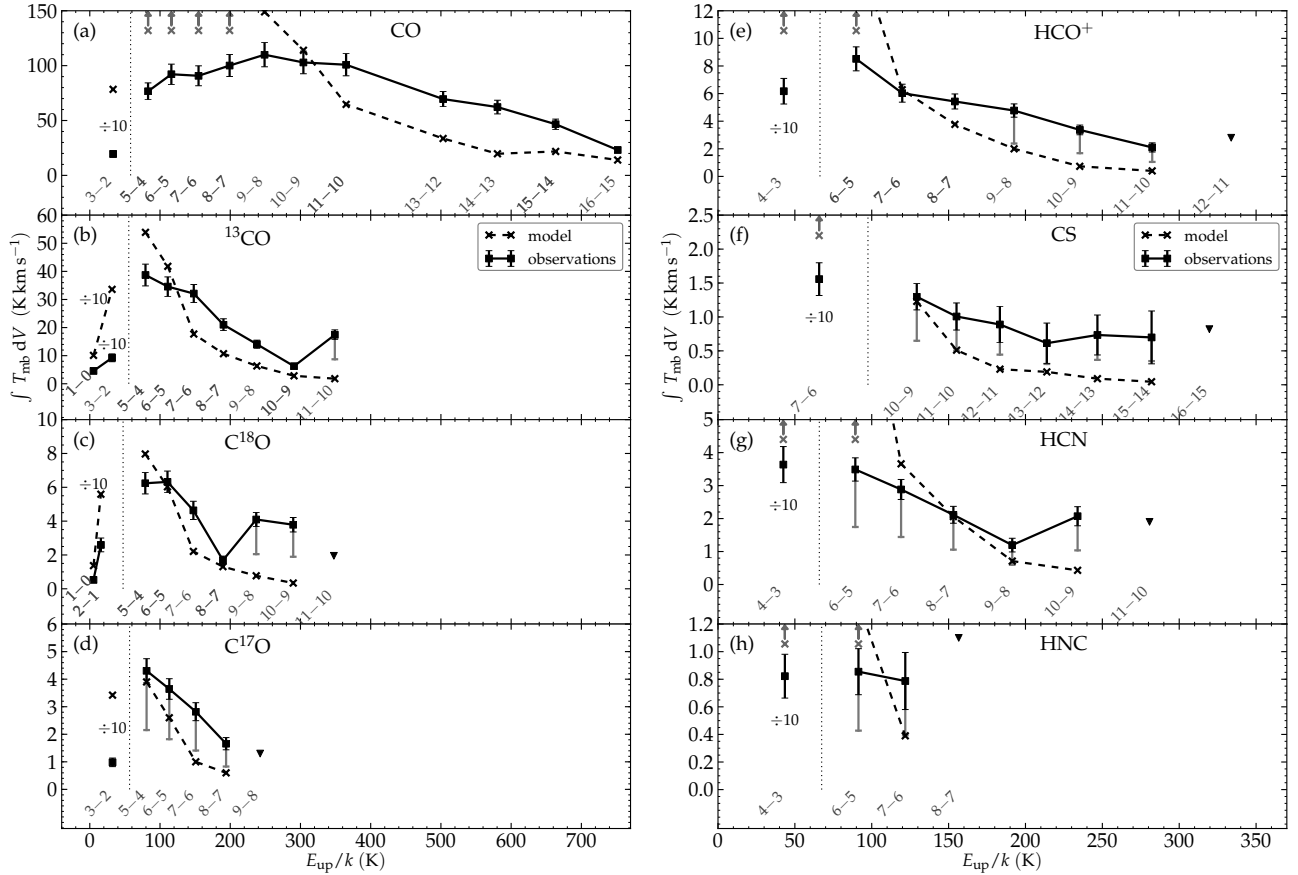 (a) CO
150
100
50
0
÷10
3−2 5−4 6−5 7−6 8−7 9−8 10−9 11−10 13−12 14−13 15−14 16−15
(b) ¹³CO
60
50
40
30
20
10
0
10
÷10
÷10
1−0 3−2 5−4 6−5 7−6 8−7 9−8 10−9 11−10
model
observations
∫ T_mb dV (K km s⁻¹)
(c) C¹⁸O
10
8
6
4
2
0
÷10
1−0 2−1 5−4 6−5 7−6 8−7 9−8 10−9 11−10
(d) C¹⁷O
6
5
4
3
2
1
0
÷10
3−2 5−4 6−5 7−6 8−7 9−8
0 100 200 300 400 500 600 700
E_up/k (K)
(e) HCO⁺
12
10
8
6
4
2
0
÷10
4−3 6−5 7−6 8−7 9−8 10−9 11−10 12−11
(f) CS
2.5
2.0
1.5
1.0
0.5
0.0
÷10
7−6 10−9 11−10 12−11 13−12 14−13 15−14 16−15
model
observations
∫ T_mb dV (K km s⁻¹)
(g) HCN
5
4
3
2
1
0
÷10
4−3 6−5 7−6 8−7 9−8 10−9 11−10
(h) HNC
1.2
1.0
0.8
0.6
0.4
0.2
0.0
÷10
4−3 6−5 7−6 8−7
0 50 100 150 200 250 300 350
E_up/k (K)